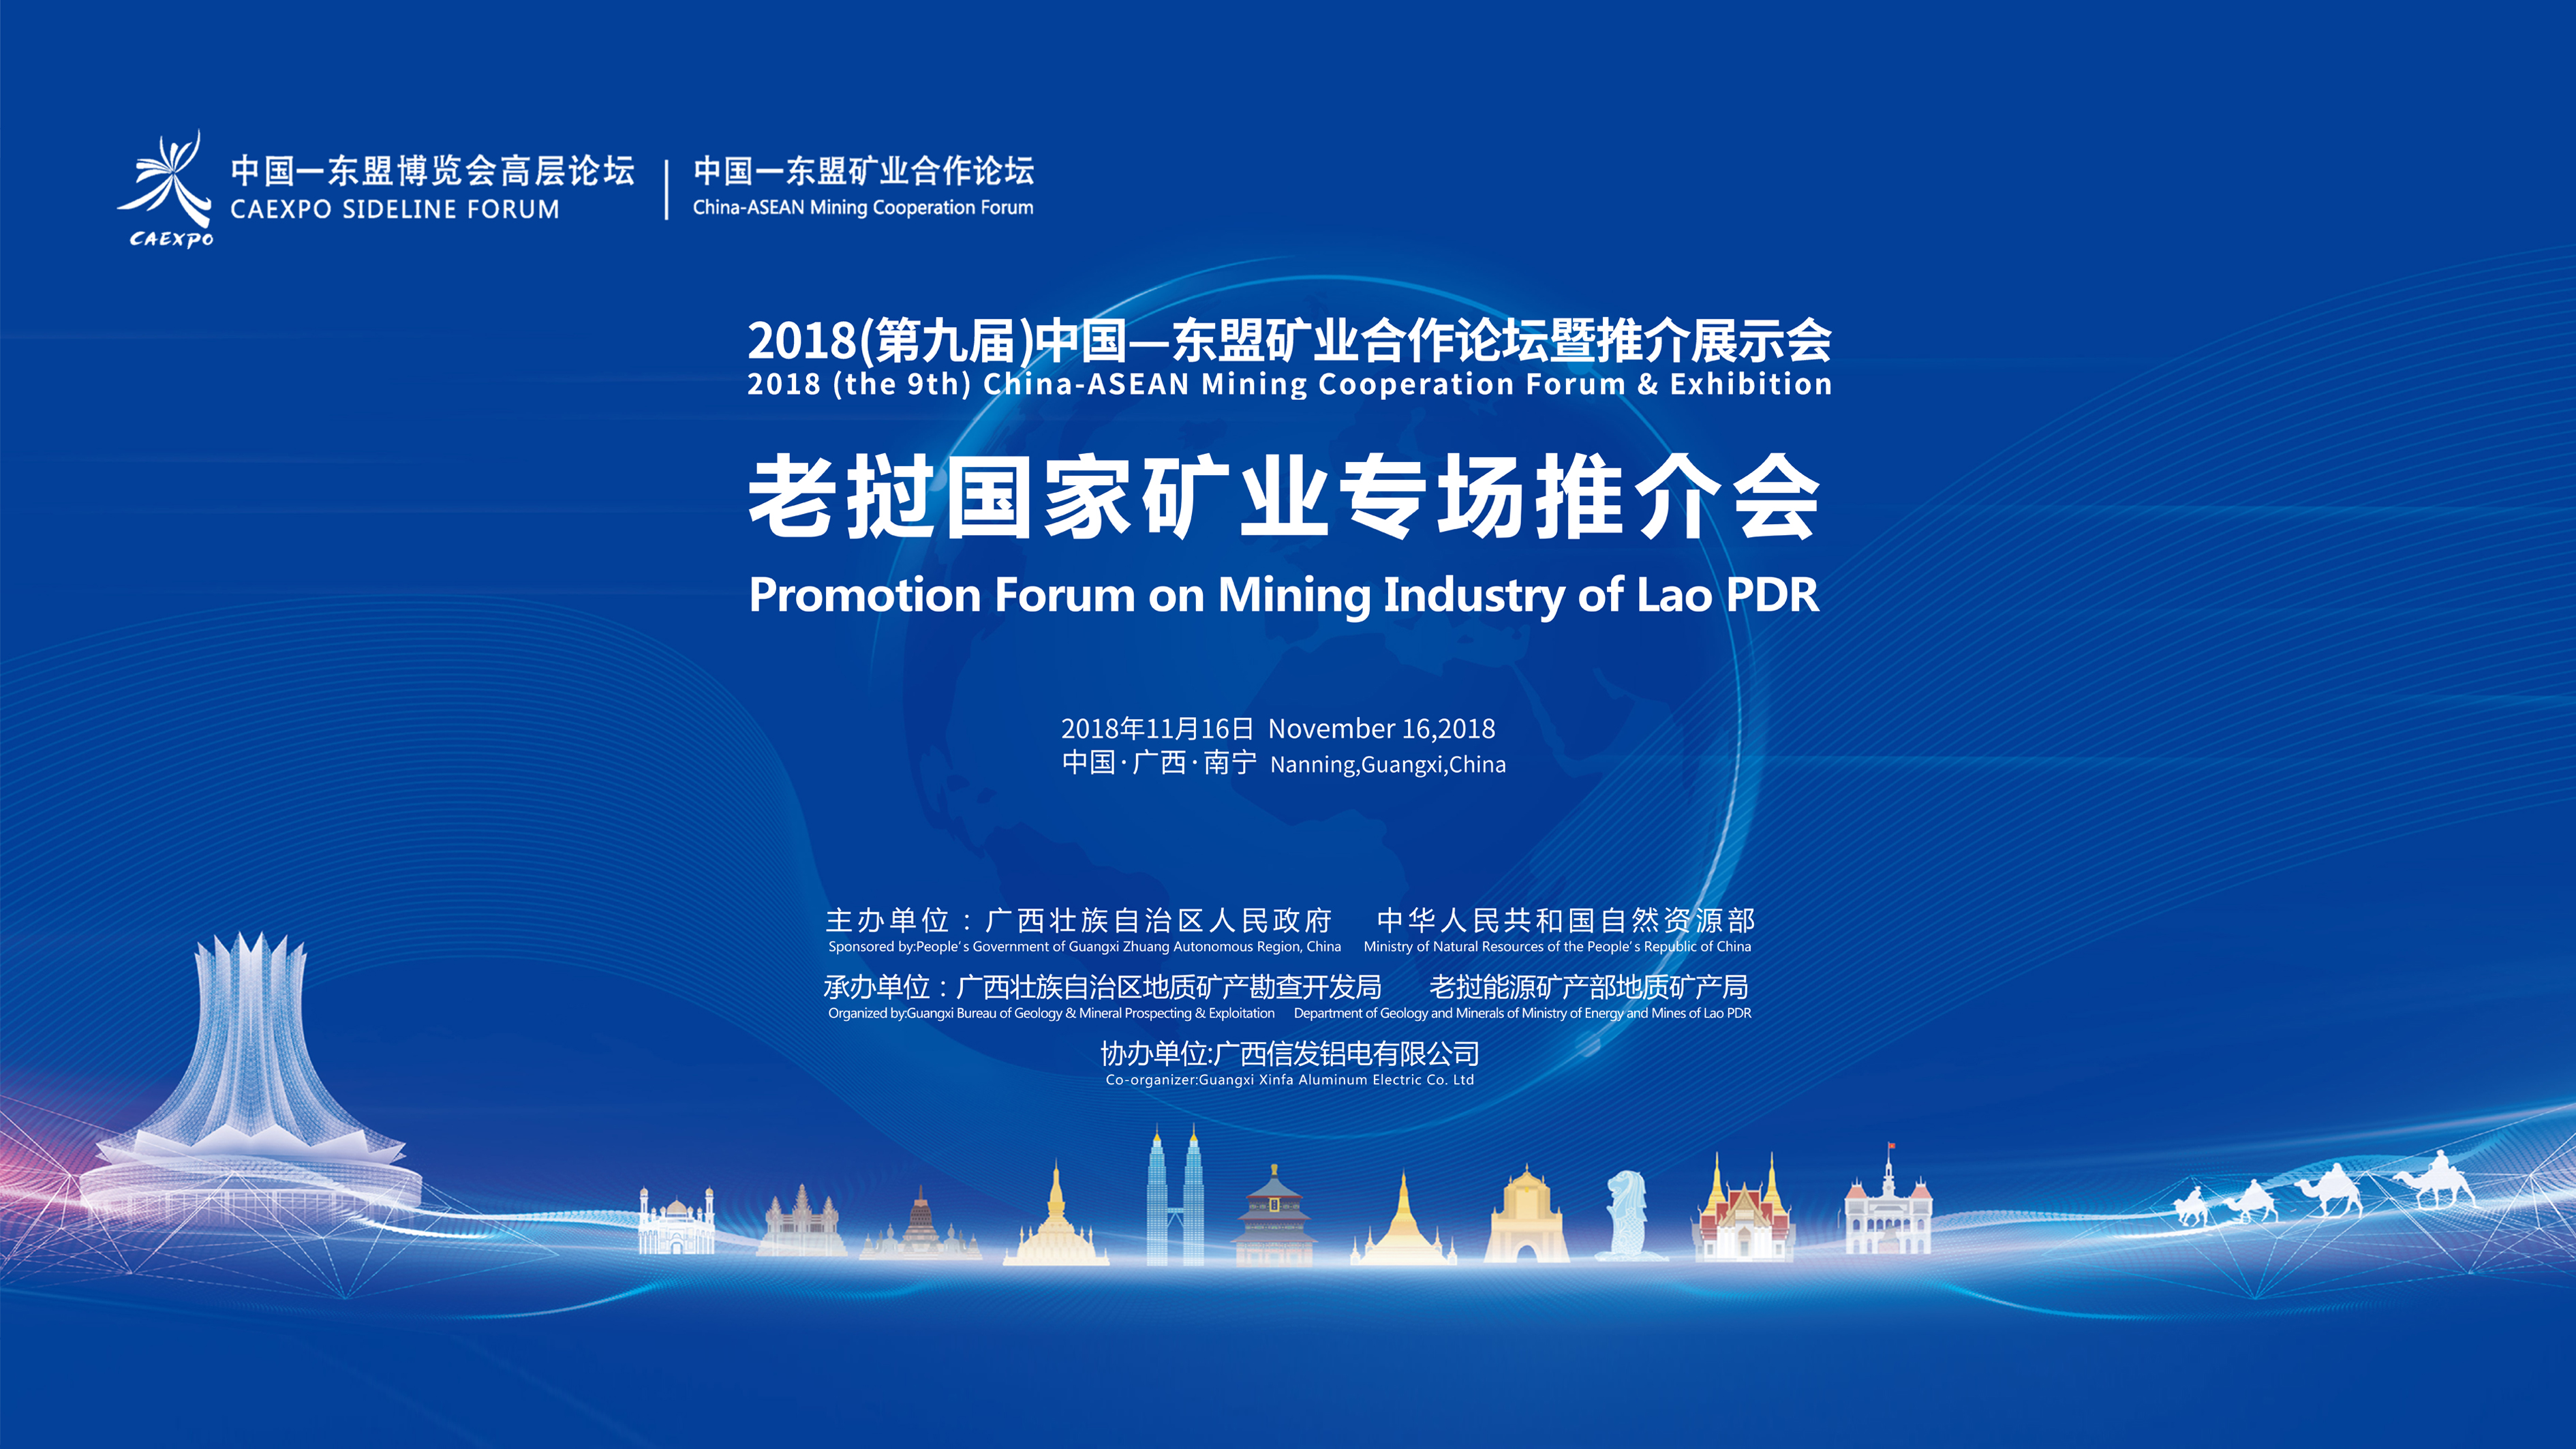 中国—东盟博览会高层论坛
CAEXPO SIDELINE FORUM
CAEXPO
中国—东盟矿业合作论坛
China-ASEAN Mining Cooperation Forum
2018(第九届)中国—东盟矿业合作论坛暨推介展示会
2018 (the 9th) China-ASEAN Mining Cooperation Forum & Exhibition
老挝国家矿业专场推介会
Promotion Forum on Mining Industry of Lao PDR
2018年11月16日 November 16,2018
中国·广西·南宁 Nanning,Guangxi,China
主办单位：广西壮族自治区人民政府 中华人民共和国自然资源部
Sponsored by:People's Government of Guangxi Zhuang Autonomous Region, China Ministry of Natural Resources of the People's Republic of China
承办单位：广西壮族自治区地质矿产勘查开发局 老挝能源矿产部地质矿产局
Organized by:Guangxi Bureau of Geology & Mineral Prospecting & Exploitation Department of Geology and Minerals of Ministry of Energy and Mines of Lao PDR
协办单位:广西信发铝电有限公司
Co-organizer:Guangxi Xinfa Aluminum Electric Co. Ltd